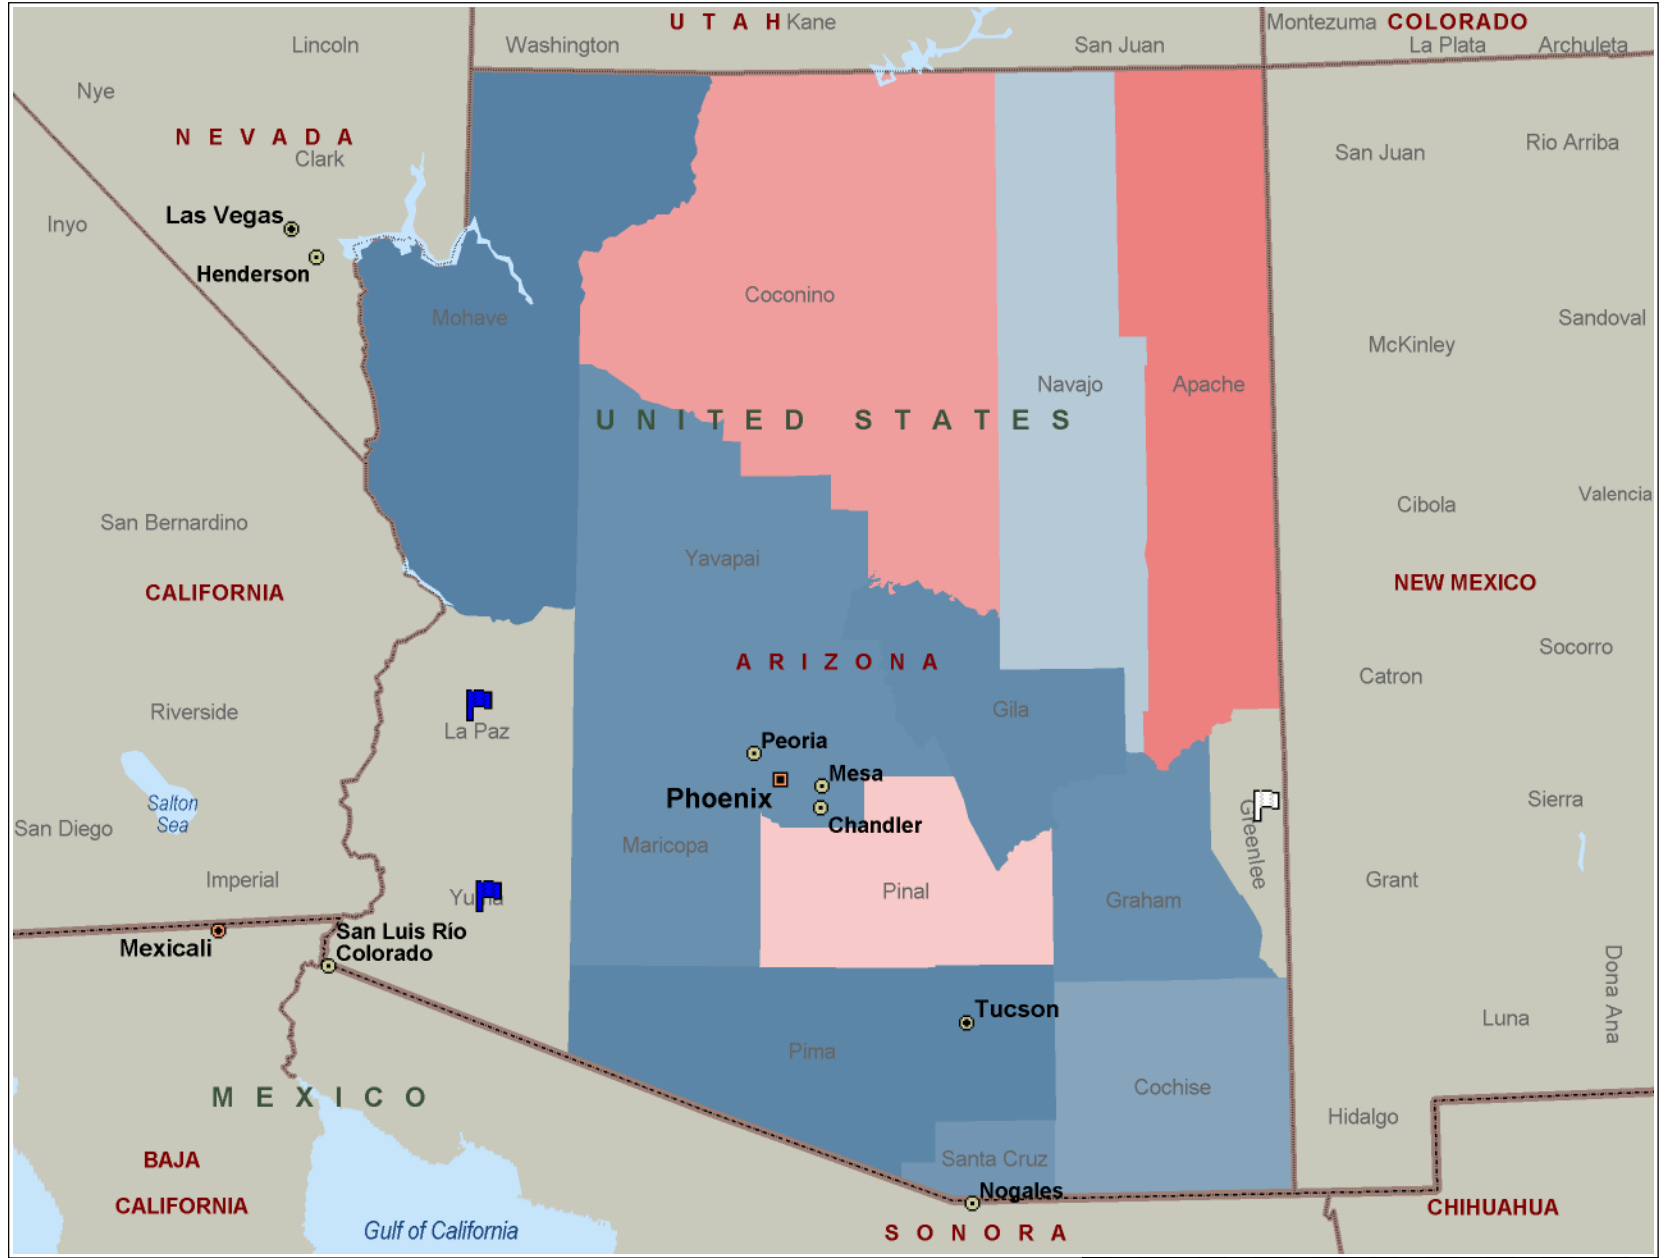 U T A H Kane
Montezuma COLORADO
Lincoln
Washington
San Juan
La Plata
Archuleta
Nye
N E V A D A
Clark
San Juan
Rio Arriba
Inyo
Las Vegas
Henderson
Coconino
Mohave
Sandoval
McKinley
Navajo
Apache
U N I T E D S T A T E S
San Bernardino
Cibola
Valencia
Yavapai
CALIFORNIA
NEW MEXICO
A R I Z O N A
Socorro
Catron
Riverside
La Paz
Gila
Peoria
Mesa
Phoenix
Salton
Sea
San Diego
Chandler
Greenlee
Sierra
Maricopa
Imperial
Pinal
Grant
Yuma
Graham
San Luis Río
Colorado
Mexicali
Dona Ana
Tucson
Luna
Pima
Cochise
M E X I C O
Hidalgo
BAJA
CALIFORNIA
Santa Cruz
Nogales
CHIHUAHUA
Gulf of California
S O N O R A